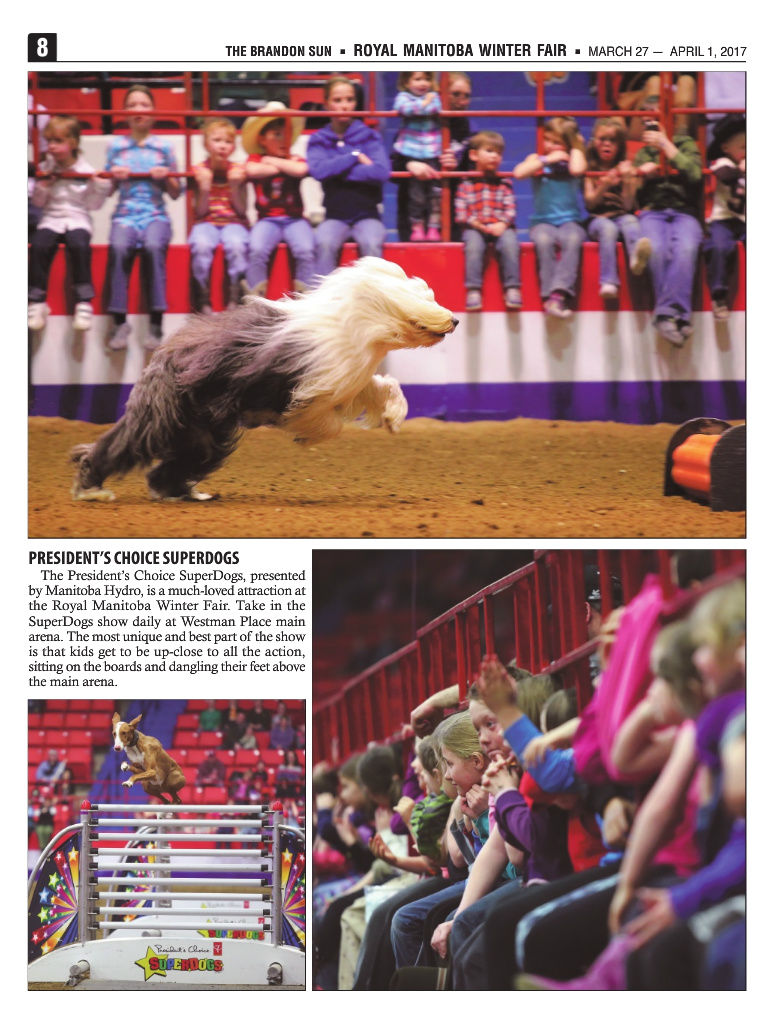 8
THE BRANDON SUN ▪ ROYAL MANITOBA WINTER FAIR ▪ MARCH 27 — APRIL 1, 2017
PRESIDENT'S CHOICE SUPERDOGS
The President's Choice SuperDogs, presented
by Manitoba Hydro, is a much-loved attraction at
the Royal Manitoba Winter Fair. Take in the
SuperDogs show daily at Westman Place main
arena. The most unique and best part of the show
is that kids get to be up-close to all the action,
sitting on the boards and dangling their feet above
the main arena.
President's Choice
SUPERDOGS